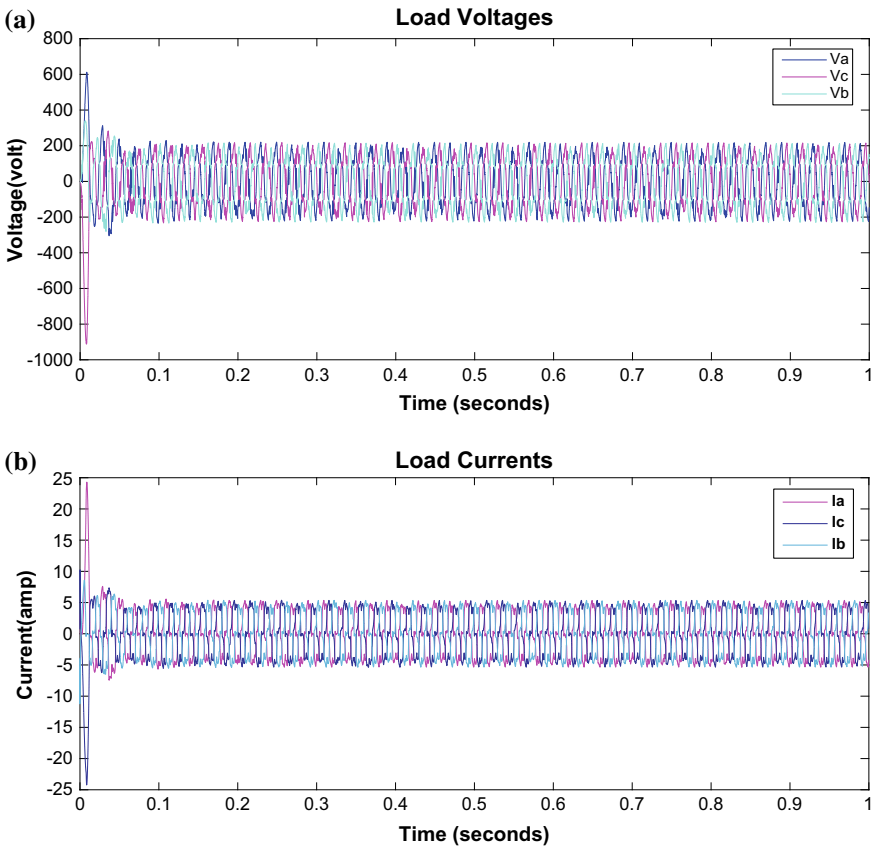 (a)
Load Voltages
Voltage(volt)
800
600
400
200
0
-200
-400
-600
-800
-1000
Va
Vc
Vb
0 0.1 0.2 0.3 0.4 0.5 0.6 0.7 0.8 0.9 1
Time (seconds)
(b)
Load Currents
Current(amp)
25
20
15
10
5
0
-5
-10
-15
-20
-25
Ia
Ic
Ib
0 0.1 0.2 0.3 0.4 0.5 0.6 0.7 0.8 0.9 1
Time (seconds)